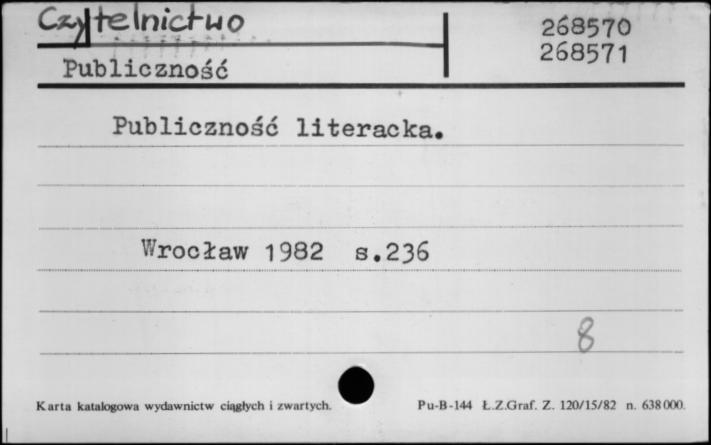 Czytelnictwo
268570
268571
Publiczność
Publiczność literacka.
Wrocław 1982 s.236
8
Karta katalogowa wydawnictw ciągłych i zwartych.
Pu-B-144 Ł.Z.Graf. Z. 120/15/82 n. 638000.